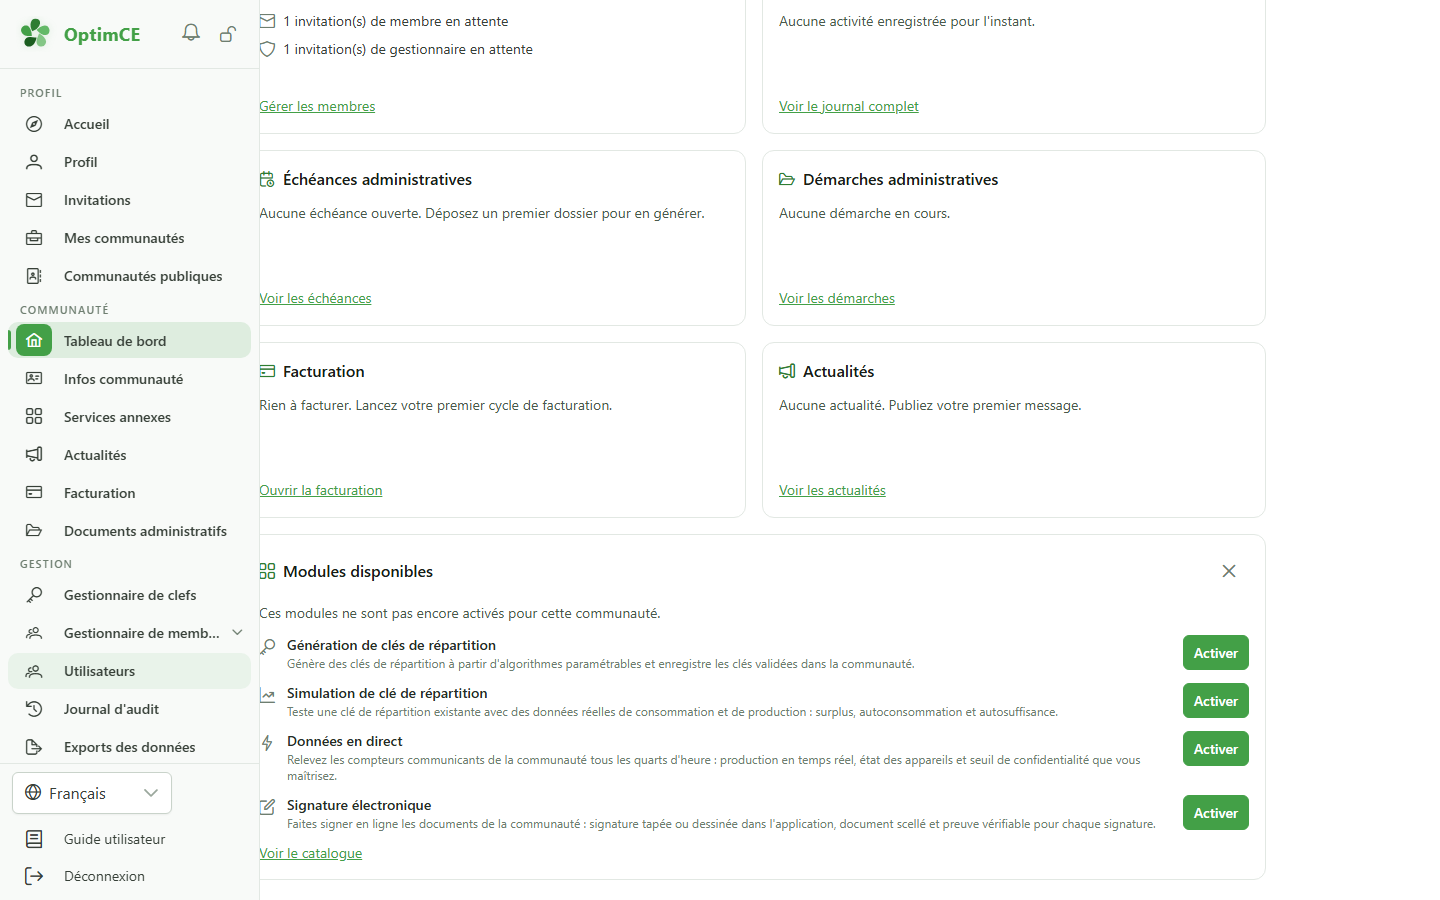 OptimCE
PROFIL
Accueil
Profil
Invitations
Mes communautés
Communautés publiques
COMMUNAUTÉ
Tableau de bord
Infos communauté
Services annexes
Actualités
Facturation
Documents administratifs
GESTION
Gestionnaire de clefs
Gestionnaire de memb...
Utilisateurs
Journal d'audit
Exports des données
Français
Guide utilisateur
Déconnexion
1 invitation(s) de membre en attente
1 invitation(s) de gestionnaire en attente
Gérer les membres
Aucune activité enregistrée pour l'instant.
Voir le journal complet
Échéances administratives
Aucune échéance ouverte. Déposez un premier dossier pour en générer.
Voir les échéances
Démarches administratives
Aucune démarche en cours.
Voir les démarches
Facturation
Rien à facturer. Lancez votre premier cycle de facturation.
Ouvrir la facturation
Actualités
Aucune actualité. Publiez votre premier message.
Voir les actualités
Modules disponibles
Ces modules ne sont pas encore activés pour cette communauté.
Génération de clés de répartition
Génère des clés de répartition à partir d'algorithmes paramétrables et enregistre les clés validées dans la communauté.
Activer
Simulation de clé de répartition
Teste une clé de répartition existante avec des données réelles de consommation et de production : surplus, autoconsommation et autosuffisance.
Activer
Données en direct
Relevez les compteurs communicants de la communauté tous les quarts d'heure : production en temps réel, état des appareils et seuil de confidentialité que vous
maîtrisez.
Activer
Signature électronique
Faites signer en ligne les documents de la communauté : signature tapée ou dessinée dans l'application, document scellé et preuve vérifiable pour chaque signature.
Activer
Voir le catalogue